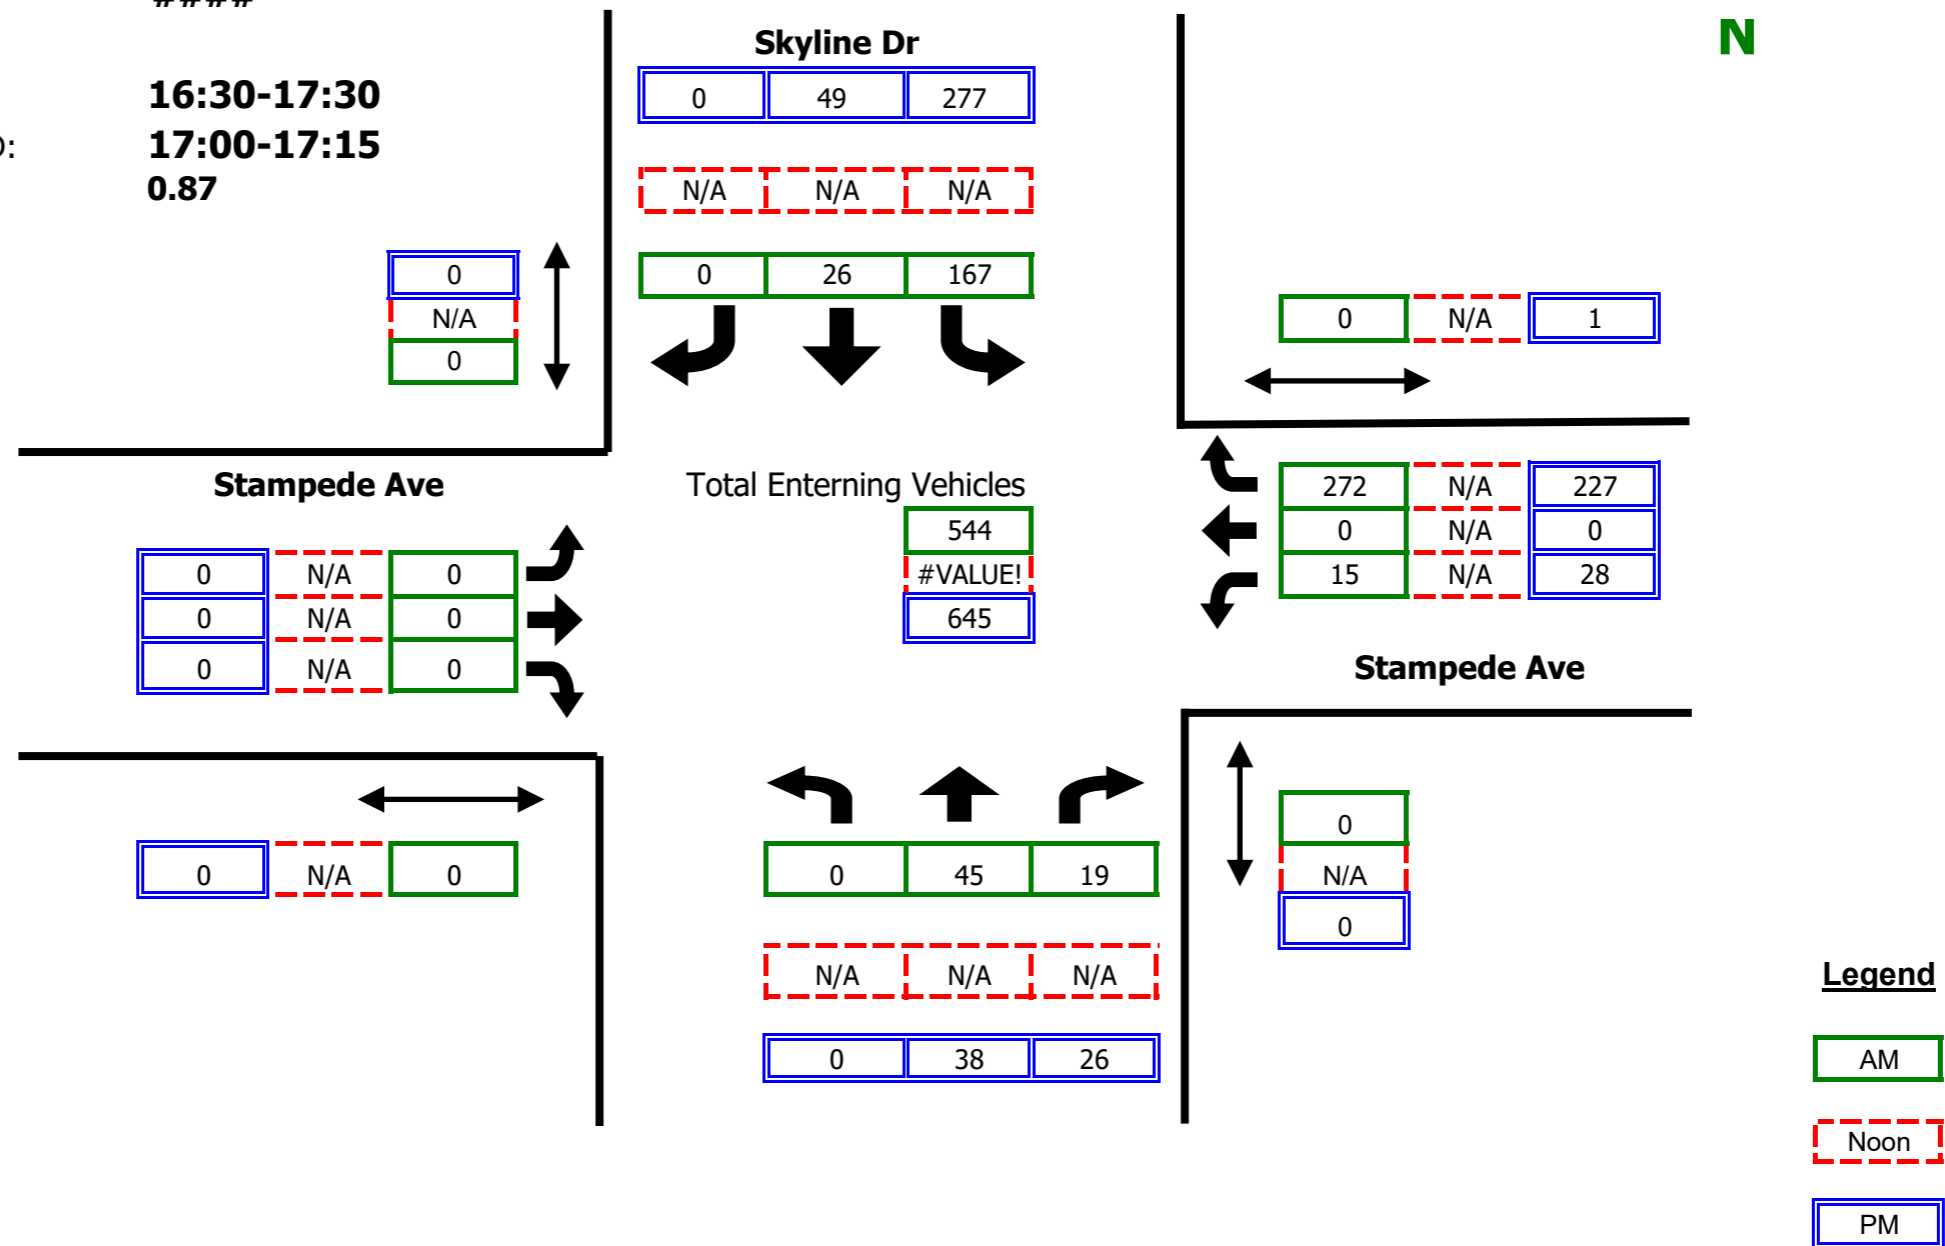 ####
N
Skyline Dr
16:30-17:30
0 49 277
17:00-17:15
0.87
N/A N/A N/A
0
0 26 167
N/A
0 N/A 1
0
Stampede Ave
Total Enterning Vehicles
272 N/A 227
544
0 N/A 0
0 N/A 0
#VALUE!
15 N/A 28
0 N/A 0
645
0 N/A 0
Stampede Ave
0
0 N/A 0
0 45 19
N/A
0
N/A N/A N/A
Legend
0 38 26
AM
Noon
PM